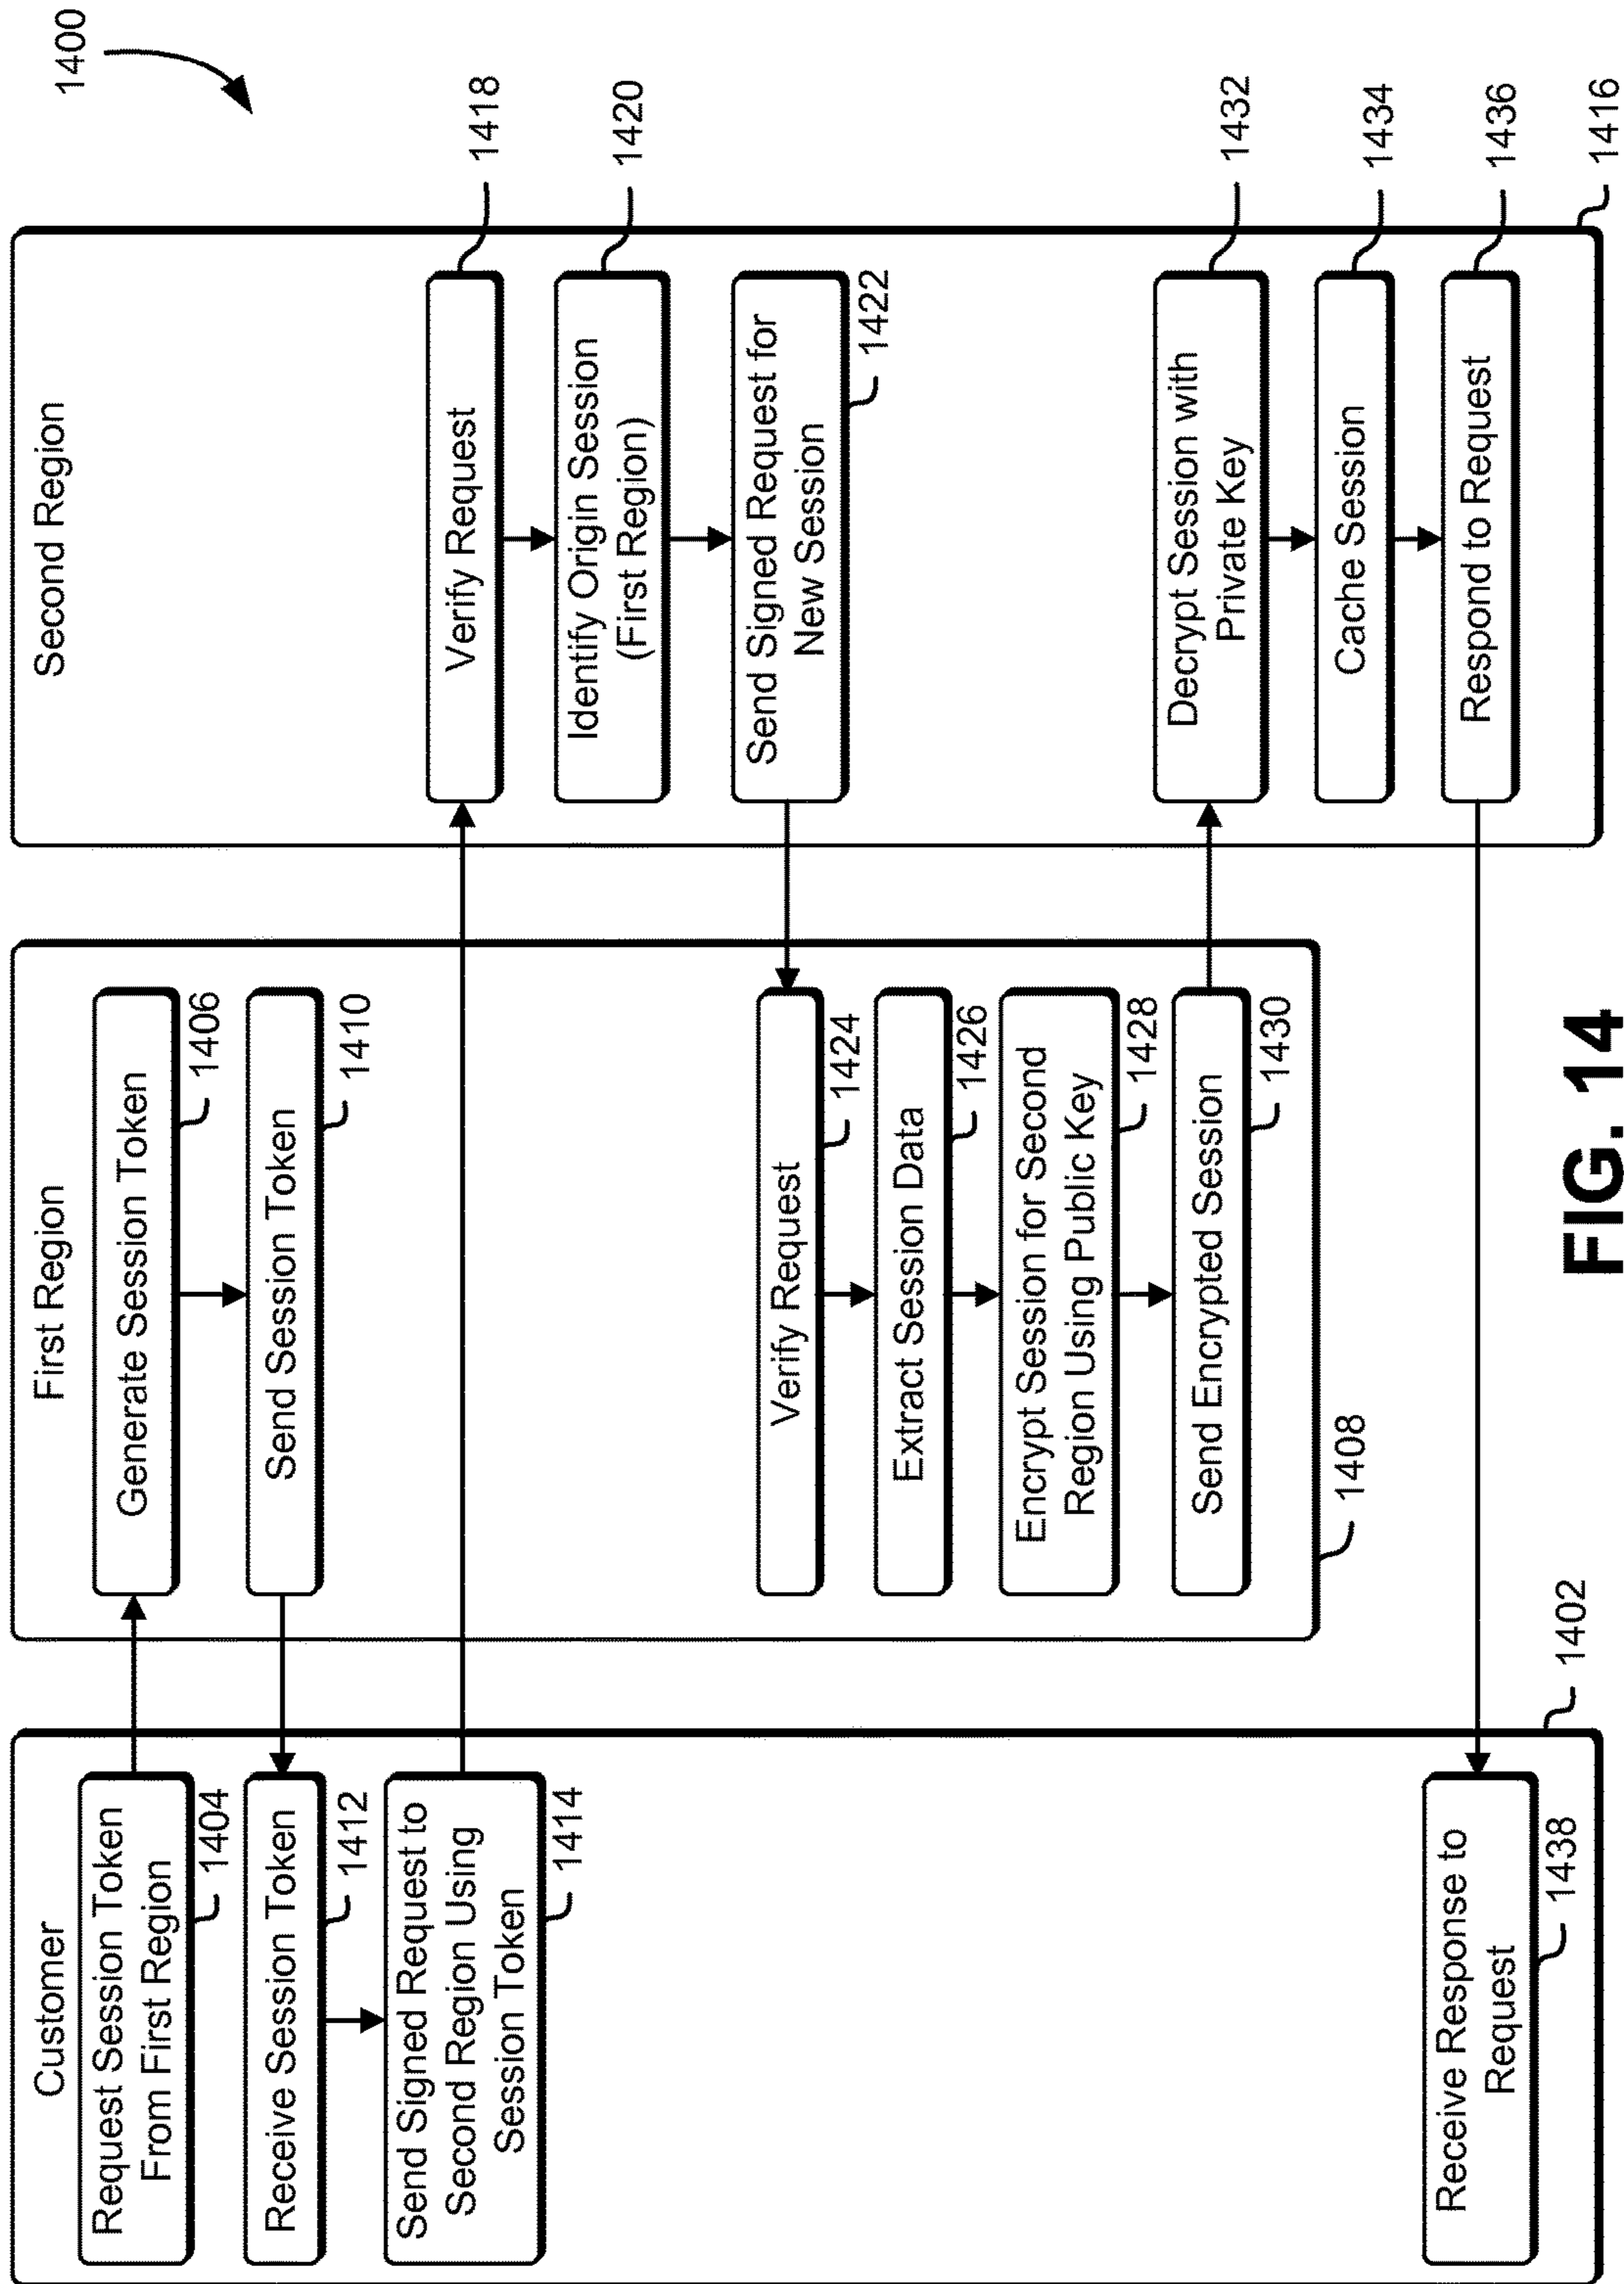 1400
Customer
Request Session Token
From First Region
1404
Receive Session Token
1412
Send Signed Request to
Second Region Using
Session Token
1414
Receive Response to
Request
1438
1402
First Region
Generate Session Token
1406
Send Session Token
1410
Verify Request
1424
Extract Session Data
1426
Encrypt Session for Second
Region Using Public Key
1428
Send Encrypted Session
1430
1408
Second Region
Verify Request
1418
Identify Origin Session
(First Region)
1420
Send Signed Request for
New Session
1422
Decrypt Session with
Private Key
1432
Cache Session
1434
Respond to Request
1436
1416
FIG. 14